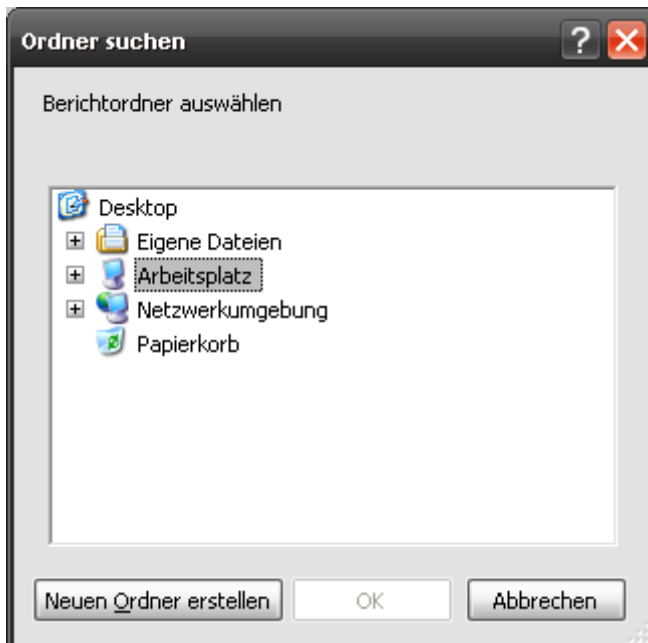 Ordner suchen
Berichtordner auswählen
Desktop
Eigene Dateien
Arbeitsplatz
Netzwerkumgebung
Papierkorb
Neuen Ordner erstellen OK Abbrechen